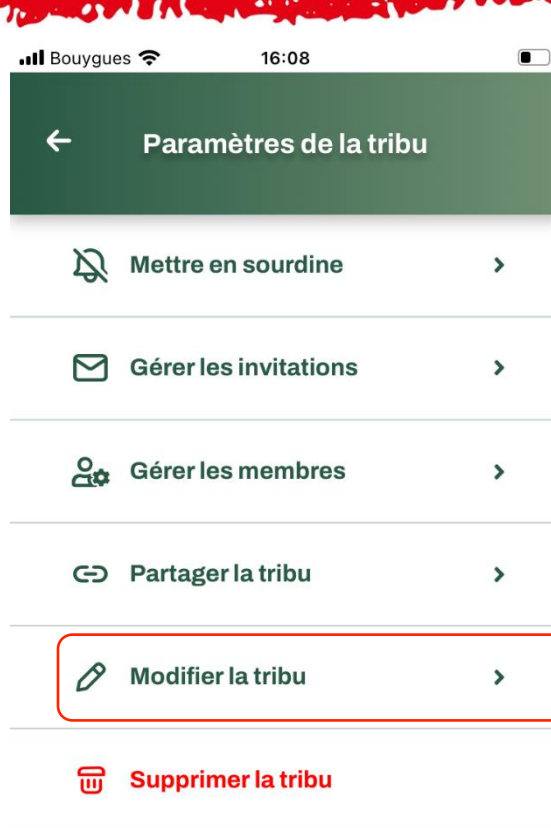 Bouygues 16:08
Paramètres de la tribu
Mettre en sourdine
Gérer les invitations
Gérer les membres
Partager la tribu
Modifier la tribu
Supprimer la tribu